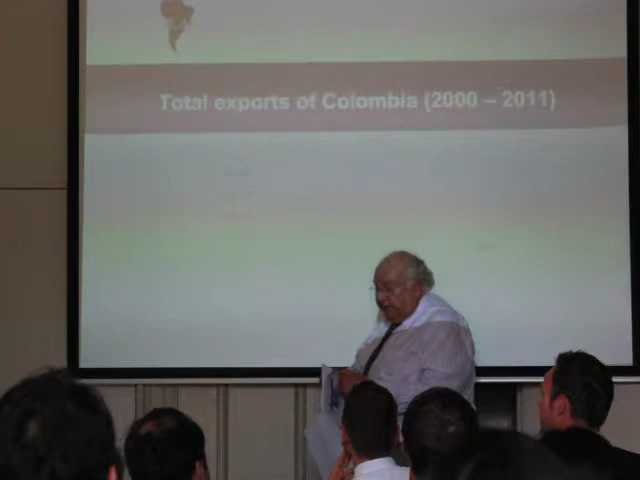 Total exports of Colombia (2000 – 2011)